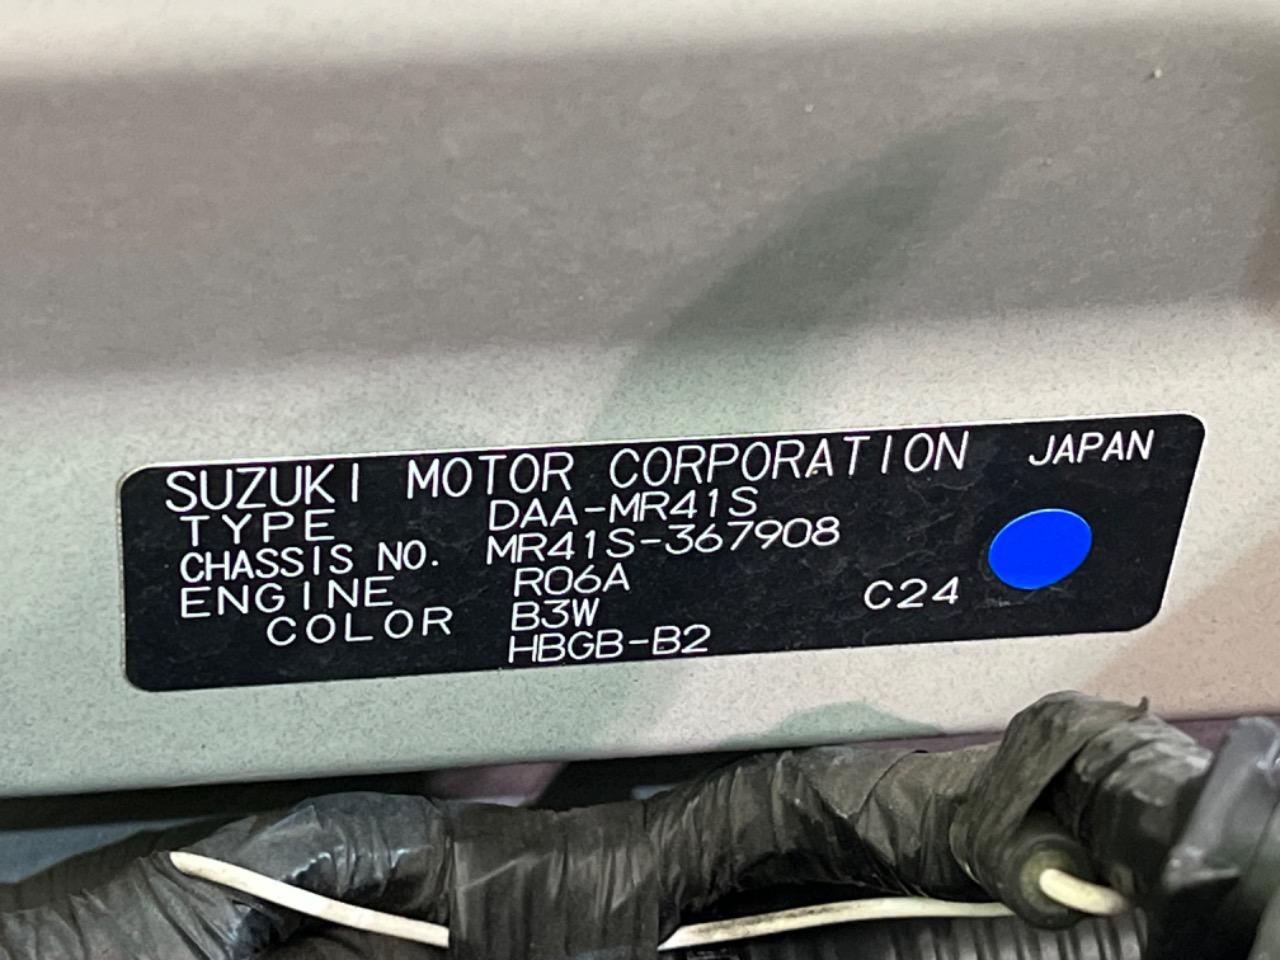 SUZUKI MOTOR CORPORATION JAPAN
TYPE DAA-MR41S
CHASSIS NO. MR41S-367908
ENGINE R06A
COLOR B3W C24
HBGB-B2